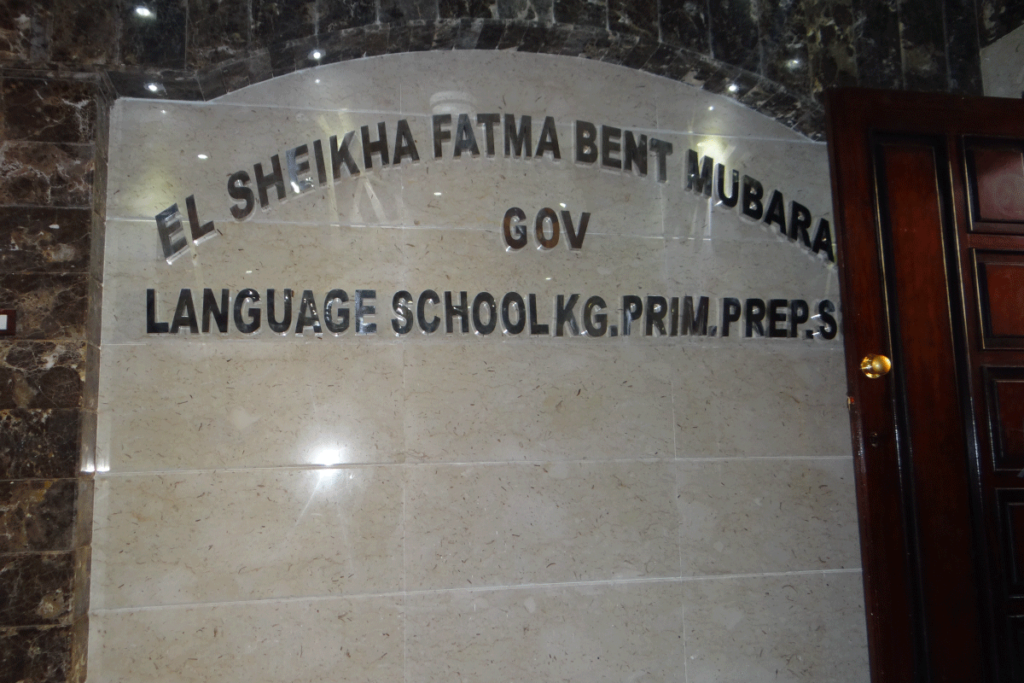 EL SHEIKHA FATMA BENT MUBARA
GOV
LANGUAGE SCHOOL KG.PRIM.PREP.S